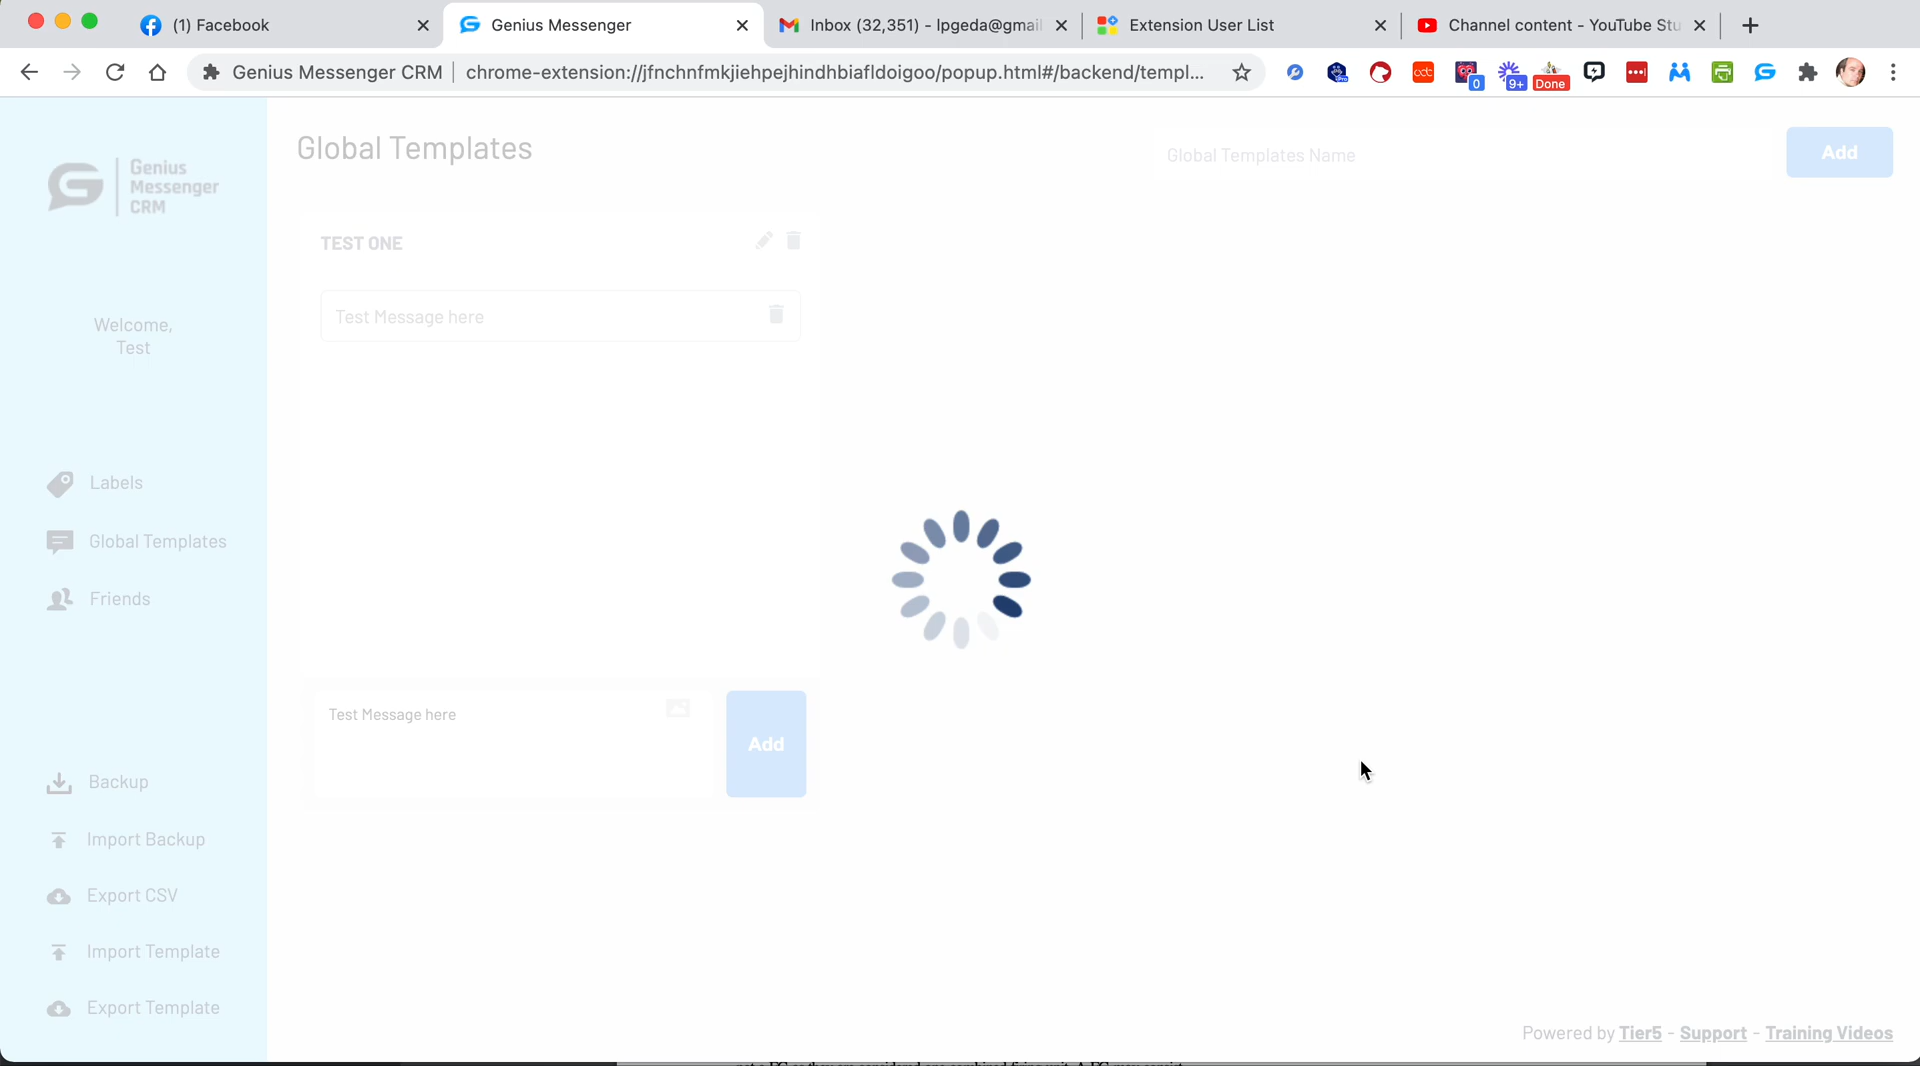 (1) Facebook
Genius Messenger
Inbox (32,351) - lpgeda@gmail
Extension User List
Channel content - YouTube Stu
Genius Messenger CRM
chrome-extension://jfnchnfmkjiehpejhindhbiafldoigoo/popup.html#/backend/templ...
0
9+
Done
Genius
Messenger
CRM
Welcome,
Test
Labels
Global Templates
Friends
Backup
Import Backup
Export CSV
Import Template
Export Template
Global Templates
Global Templates Name
Add
TEST ONE
Test Message here
Test Message here
Add
Powered by Tier5 - Support - Training Videos